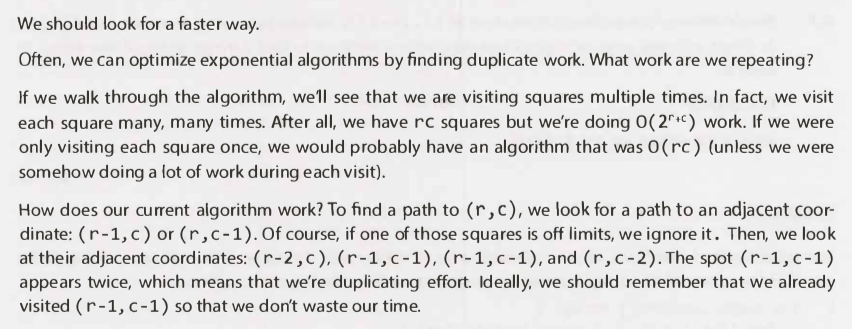 We should look for a faster way.
Often, we can optimize exponential algorithms by finding duplicate work. What work are we repeating?
If we walk through the algorithm, we'll see that we are visiting squares multiple times. In fact, we visit
each square many, many times. After all, we have rc squares but we're doing O(2ʳ⁺ᶜ) work. If we were
only visiting each square once, we would probably have an algorithm that was O(rc) (unless we were
somehow doing a lot of work during each visit).
How does our current algorithm work? To find a path to (r,c), we look for a path to an adjacent coor-
dinate: (r-1,c) or (r,c-1). Of course, if one of those squares is off limits, we ignore it. Then, we look
at their adjacent coordinates: (r-2,c), (r-1,c-1), (r-1,c-1), and (r,c-2). The spot (r-1,c-1)
appears twice, which means that we're duplicating effort. Ideally, we should remember that we already
visited (r-1,c-1) so that we don't waste our time.